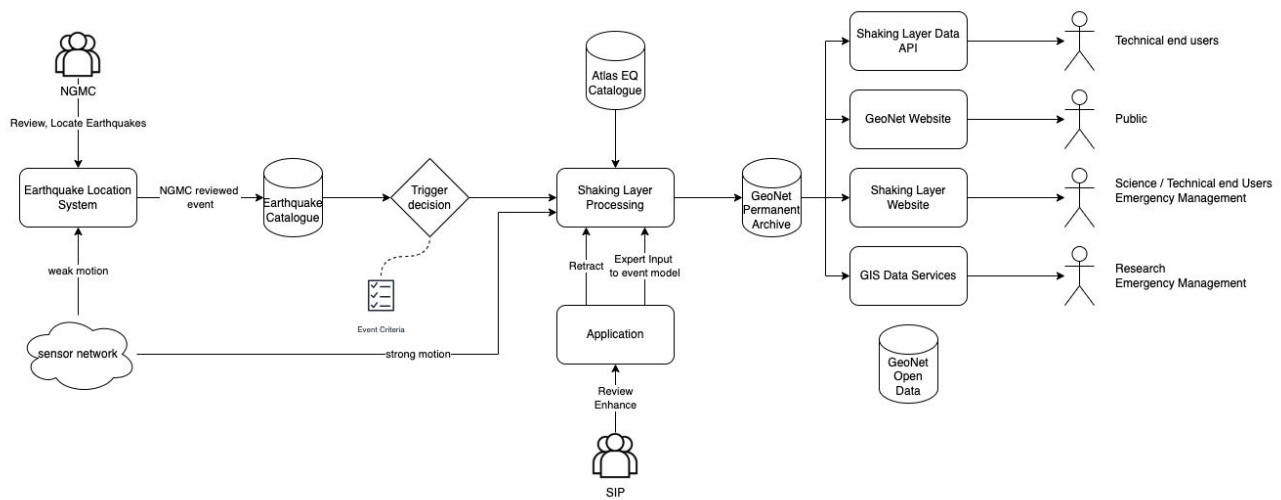 NGMC
Review, Locate Earthquakes
Earthquake Location
System
NGMC reviewed
event
Earthquake
Catalogue
Trigger
decision
Event Criteria
weak motion
sensor network
strong motion
Atlas EQ
Catalogue
Shaking Layer
Processing
Retract
Expert Input
to event model
Application
Review
Enhance
SIP
GeoNet
Permanent
Archive
Shaking Layer Data
API
Technical end users
GeoNet Website
Public
Shaking Layer
Website
Science / Technical end Users
Emergency Management
GIS Data Services
Research
Emergency Management
GeoNet
Open
Data